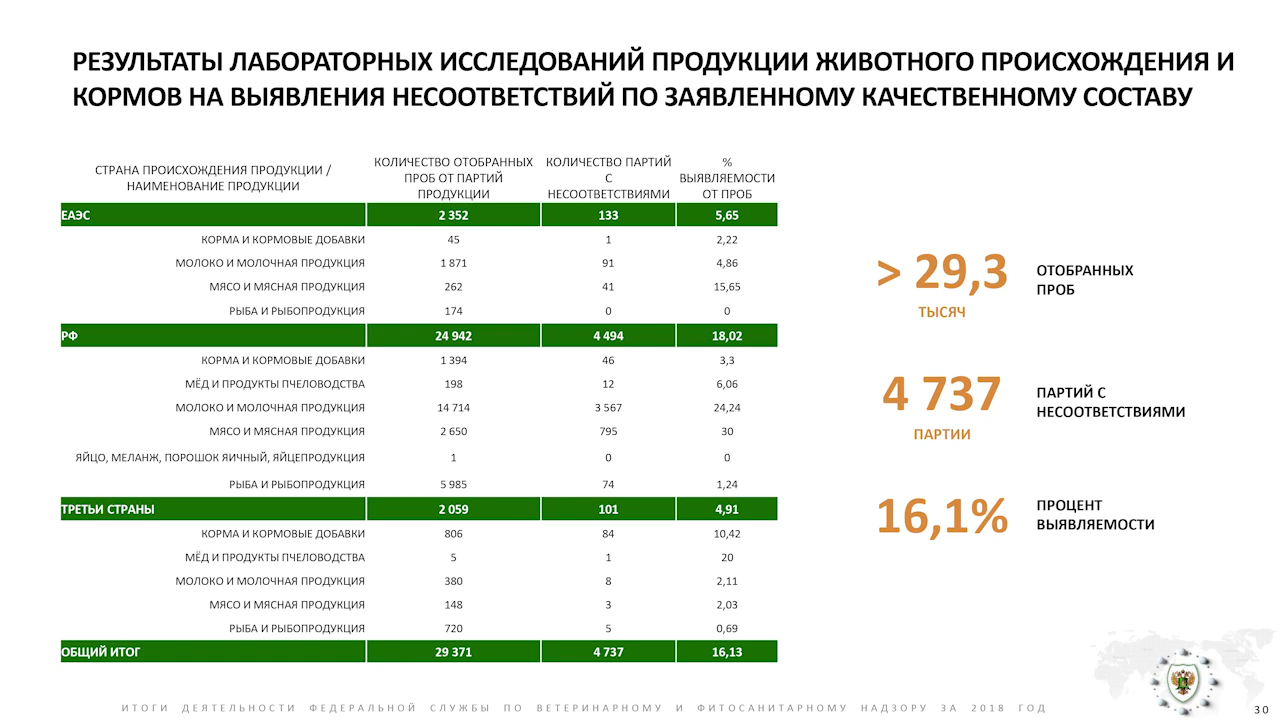 РЕЗУЛЬТАТЫ ЛАБОРАТОРНЫХ ИССЛЕДОВАНИЙ ПРОДУКЦИИ ЖИВОТНОГО ПРОИСХОЖДЕНИЯ И
КОРМОВ НА ВЫЯВЛЕНИЯ НЕСООТВЕТСТВИЙ ПО ЗАЯВЛЕННОМУ КАЧЕСТВЕННОМУ СОСТАВУ
СТРАНА ПРОИСХОЖДЕНИЯ ПРОДУКЦИИ /
НАИМЕНОВАНИЕ ПРОДУКЦИИ
КОЛИЧЕСТВО ОТОБРАННЫХ
ПРОБ ОТ ПАРТИЙ
ПРОДУКЦИИ
КОЛИЧЕСТВО ПАРТИЙ
С
НЕСООТВЕТСТВИЯМИ
%
ВЫЯВЛЯЕМОСТИ
ОТ ПРОБ
ЕАЭС 2 352 133 5,65
КОРМА И КОРМОВЫЕ ДОБАВКИ 45 1 2,22
МОЛОКО И МОЛОЧНАЯ ПРОДУКЦИЯ 1 871 91 4,86
МЯСО И МЯСНАЯ ПРОДУКЦИЯ 262 41 15,65
РЫБА И РЫБОПРОДУКЦИЯ 174 0 0
РФ 24 942 4 494 18,02
КОРМА И КОРМОВЫЕ ДОБАВКИ 1 394 46 3,3
МЁД И ПРОДУКТЫ ПЧЕЛОВОДСТВА 198 12 6,06
МОЛОКО И МОЛОЧНАЯ ПРОДУКЦИЯ 14 714 3 567 24,24
МЯСО И МЯСНАЯ ПРОДУКЦИЯ 2 650 795 30
ЯЙЦО, МЕЛАНЖ, ПОРОШОК ЯИЧНЫЙ, ЯЙЦЕПРОДУКЦИЯ 1 0 0
РЫБА И РЫБОПРОДУКЦИЯ 5 985 74 1,24
ТРЕТЬИ СТРАНЫ 2 059 101 4,91
КОРМА И КОРМОВЫЕ ДОБАВКИ 806 84 10,42
МЁД И ПРОДУКТЫ ПЧЕЛОВОДСТВА 5 1 20
МОЛОКО И МОЛОЧНАЯ ПРОДУКЦИЯ 380 8 2,11
МЯСО И МЯСНАЯ ПРОДУКЦИЯ 148 3 2,03
РЫБА И РЫБОПРОДУКЦИЯ 720 5 0,69
ОБЩИЙ ИТОГ 29 371 4 737 16,13
> 29,3
ТЫСЯЧ
ОТОБРАННЫХ
ПРОБ
4 737
ПАРТИИ
ПАРТИЙ С
НЕСООТВЕТСТВИЯМИ
16,1%
ПРОЦЕНТ
ВЫЯВЛЯЕМОСТИ
ИТОГИ ДЕЯТЕЛЬНОСТИ ФЕДЕРАЛЬНОЙ СЛУЖБЫ ПО ВЕТЕРИНАРНОМУ И ФИТОСАНИТАРНОМУ НАДЗОРУ ЗА 2018 ГОД
30